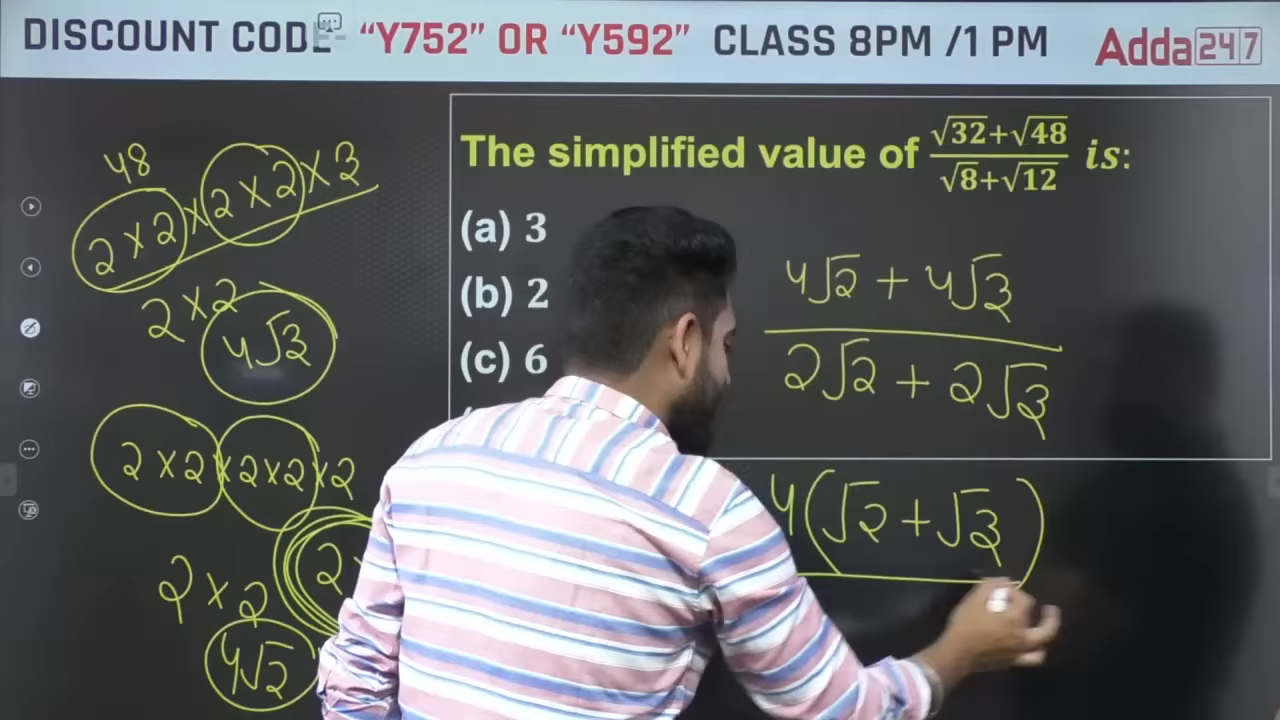 DISCOUNT CODE "Y752" OR "Y592" CLASS 8PM /1 PM
Adda247
The simplified value of (√32+√48)/(√8+√12) is:
(a) 3
(b) 2
(c) 6
48
2×2×2×2×3
2×2
4√3
2×2×2×2×2
2×2
2
4√2
4√2 + 4√3
2√2 + 2√3
4(√2+√3)